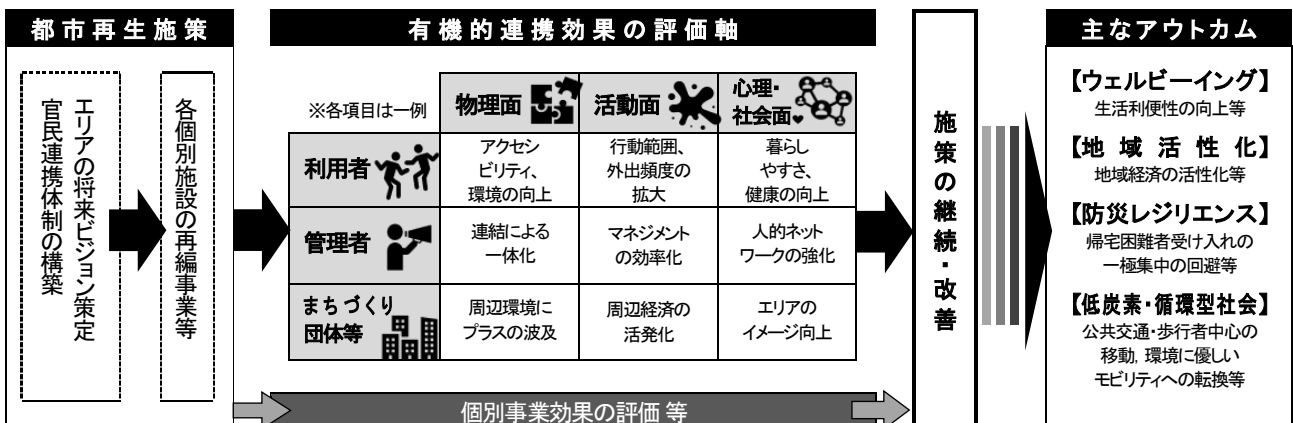 都市再生施策
エリアの将来ビジョン策定
官民連携体制の構築
各個別施設の再編事業等
有機的連携効果の評価軸
※各項目は一例
物理面
活動面
心理・
社会面
利用者
アクセシ
ビリティ、
環境の向上
行動範囲、
外出頻度の
拡大
暮らし
やすさ、
健康の向上
管理者
連結による
一体化
マネジメント
の効率化
人的ネット
ワークの強化
まちづくり
団体等
周辺環境に
プラスの波及
周辺経済の
活発化
エリアの
イメージ向上
個別事業効果の評価 等
施策の継続・改善
主なアウトカム
【ウェルビーイング】
生活利便性の向上等
【地域活性化】
地域経済の活性化等
【防災レジリエンス】
帰宅困難者受け入れの
一極集中の回避等
【低炭素・循環型社会】
公共交通・歩行者中心の
移動, 環境に優しい
モビリティへの転換等